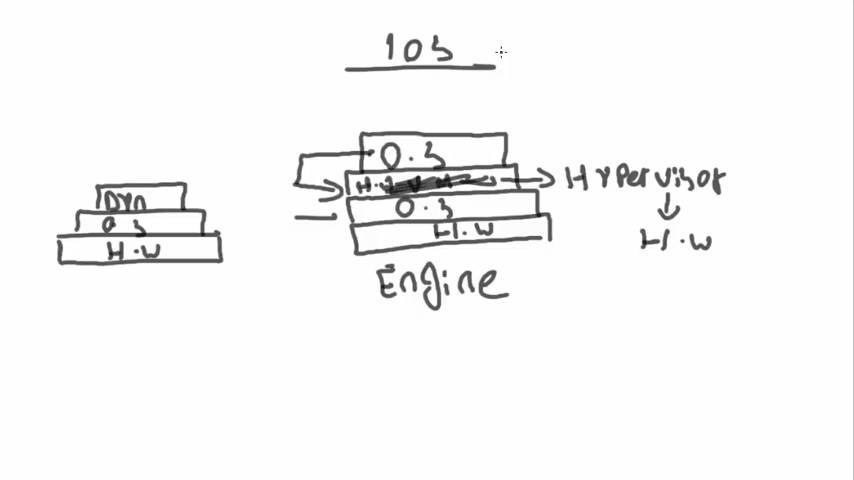 IOS
O.S
Hypervisor
Dyn
O.S
O S
H.W
H.W
H.W
Engine